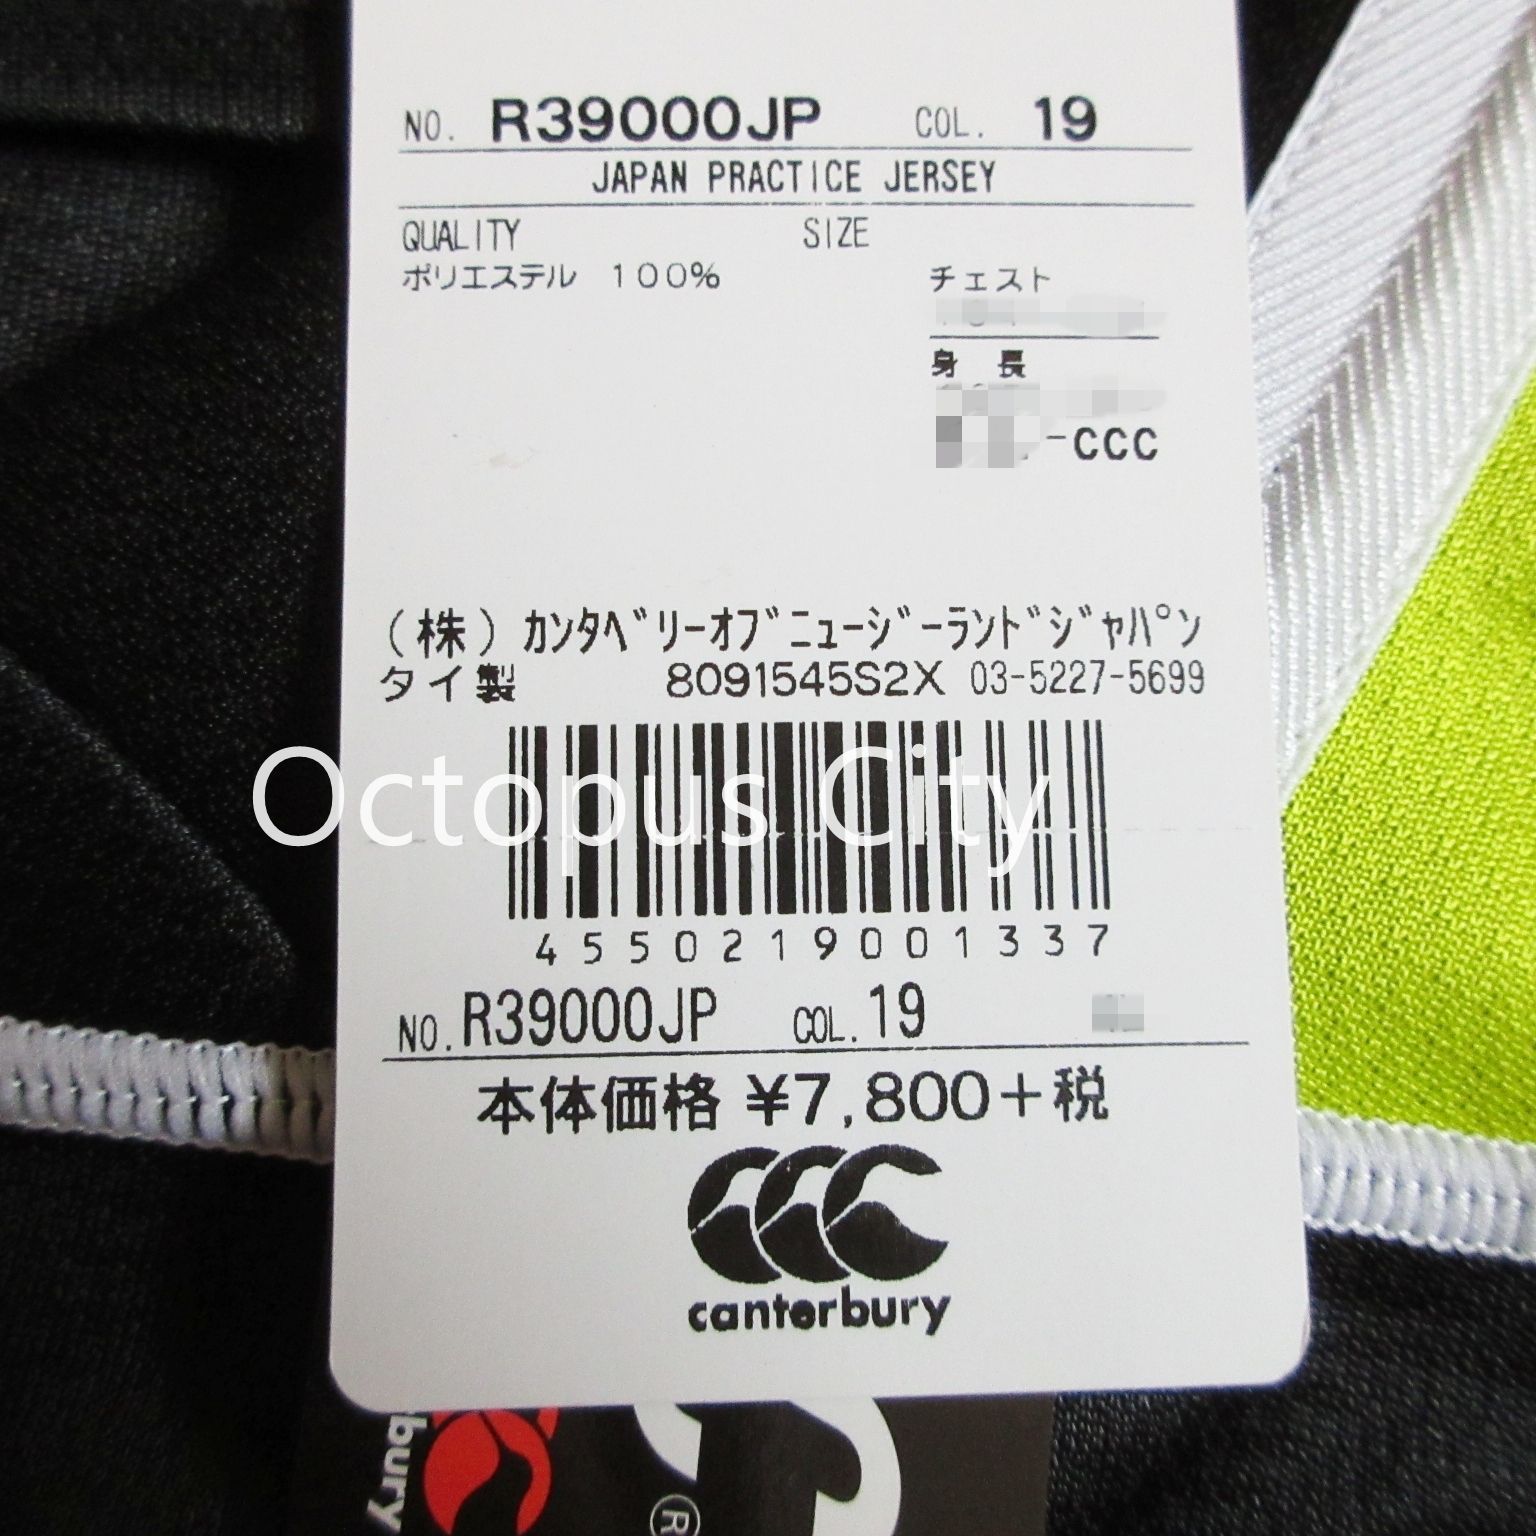 NO. R39000JP COL. 19
JAPAN PRACTICE JERSEY
QUALITY SIZE
ポリエステル 100% チェスト
身 長
-CCC
(株)カンタベリーオブニュージーランドジャパン
タイ製 8091545S2X 03-5227-5699
Octopus City
4550219001337
NO. R39000JP COL. 19
本体価格 ¥7,800+税
canterbury
bury
®